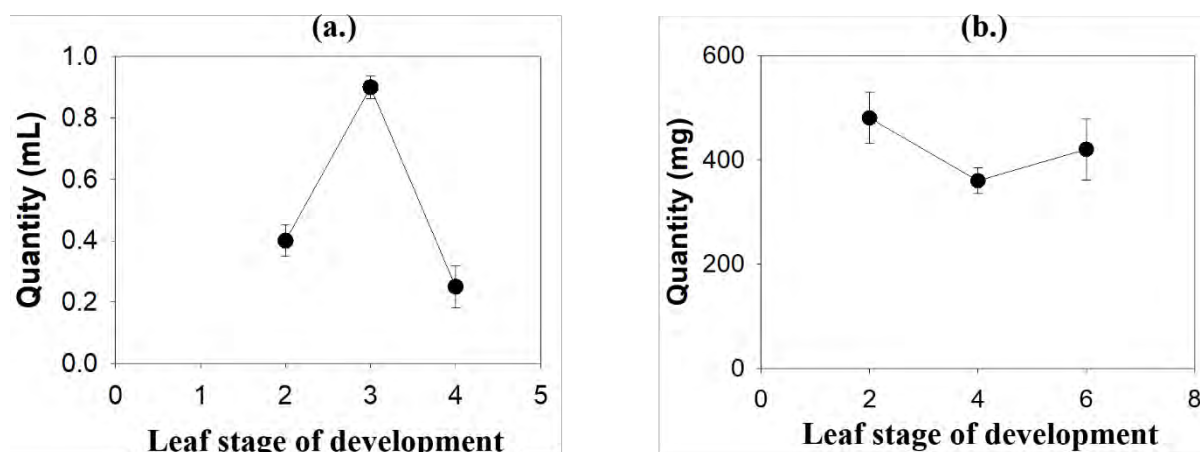 (a.)
Quantity (mL)
1.0
0.8
0.6
0.4
0.2
0.0
0 1 2 3 4 5
Leaf stage of development
(b.)
Quantity (mg)
600
400
200
0
0 2 4 6 8
Leaf stage of development